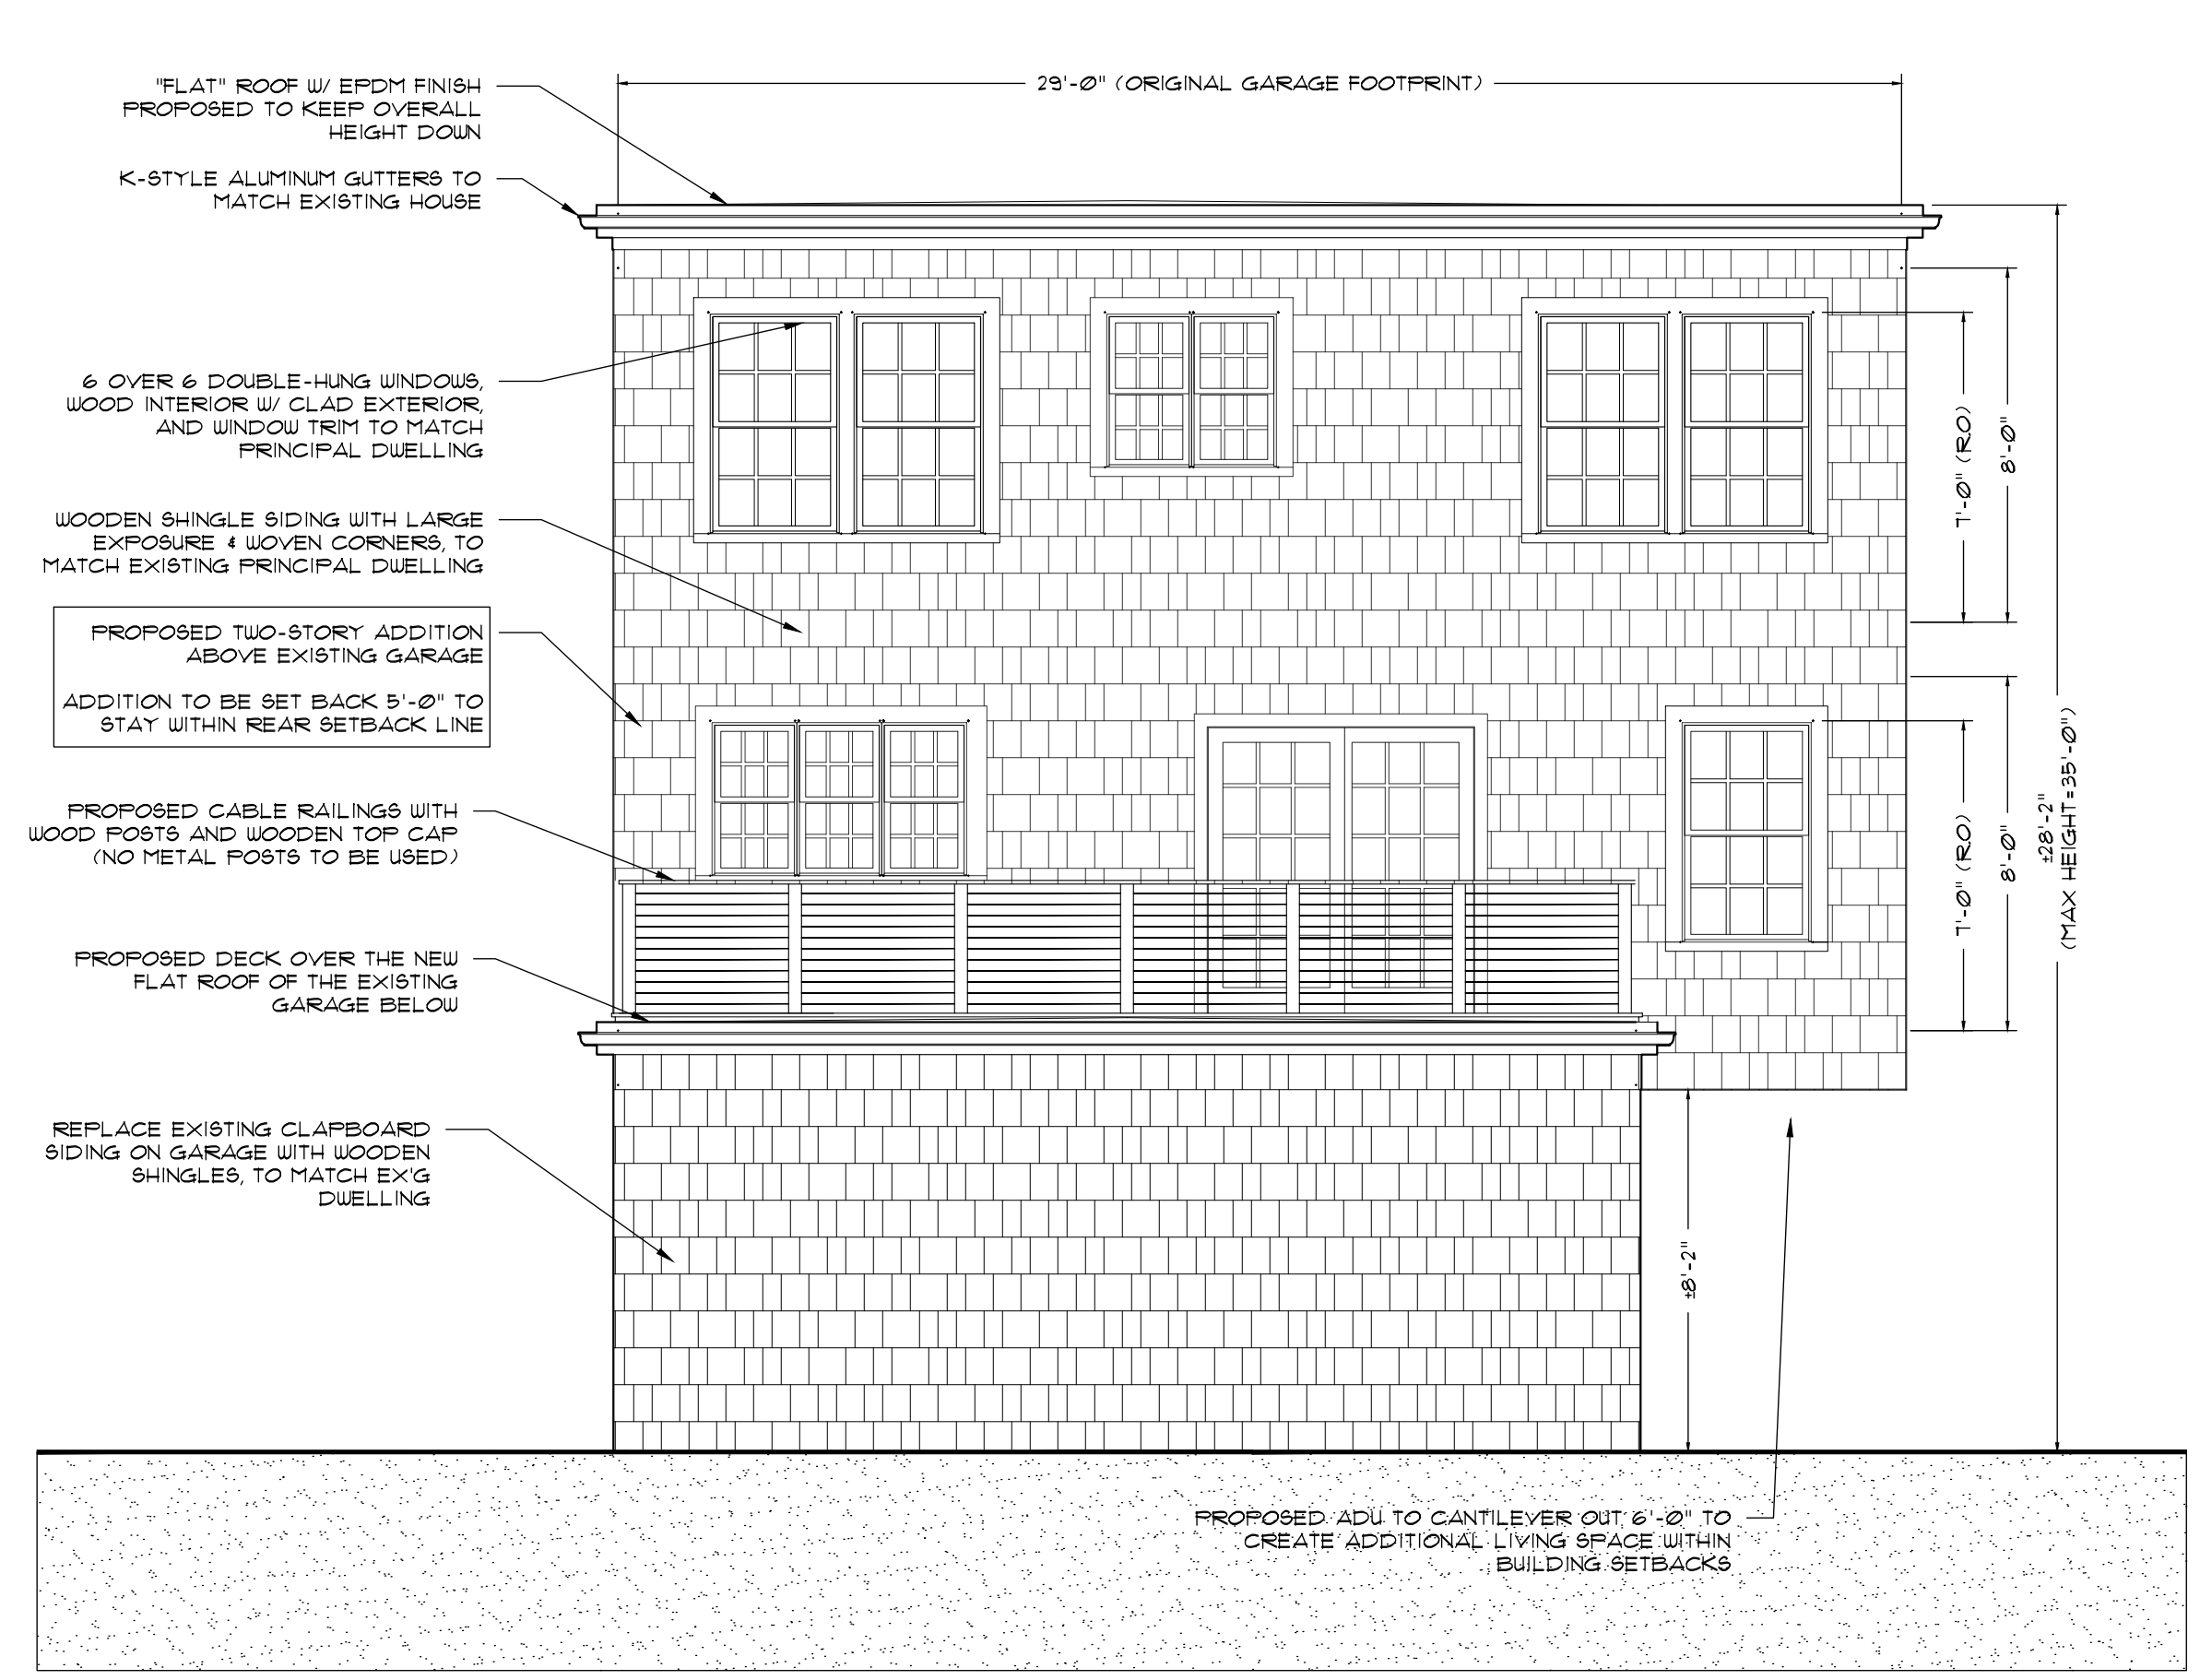 29'-0" (ORIGINAL GARAGE FOOTPRINT)
"FLAT" ROOF W/ EPDM FINISH
PROPOSED TO KEEP OVERALL
HEIGHT DOWN
K-STYLE ALUMINUM GUTTERS TO
MATCH EXISTING HOUSE
6 OVER 6 DOUBLE-HUNG WINDOWS,
WOOD INTERIOR W/ CLAD EXTERIOR,
AND WINDOW TRIM TO MATCH
PRINCIPAL DWELLING
WOODEN SHINGLE SIDING WITH LARGE
EXPOSURE & WOVEN CORNERS, TO
MATCH EXISTING PRINCIPAL DWELLING
PROPOSED TWO-STORY ADDITION
ABOVE EXISTING GARAGE
ADDITION TO BE SET BACK 5'-0" TO
STAY WITHIN REAR SETBACK LINE
PROPOSED CABLE RAILINGS WITH
WOOD POSTS AND WOODEN TOP CAP
(NO METAL POSTS TO BE USED)
PROPOSED DECK OVER THE NEW
FLAT ROOF OF THE EXISTING
GARAGE BELOW
REPLACE EXISTING CLAPBOARD
SIDING ON GARAGE WITH WOODEN
SHINGLES, TO MATCH EX'G
DWELLING
7'-0" (R.O.)
8'-0"
7'-0" (R.O.)
8'-0"
±28'-2"
(MAX HEIGHT=35'-0")
±8'-2"
PROPOSED ADU TO CANTILEVER OUT 6'-0" TO
CREATE ADDITIONAL LIVING SPACE WITHIN
BUILDING SETBACKS